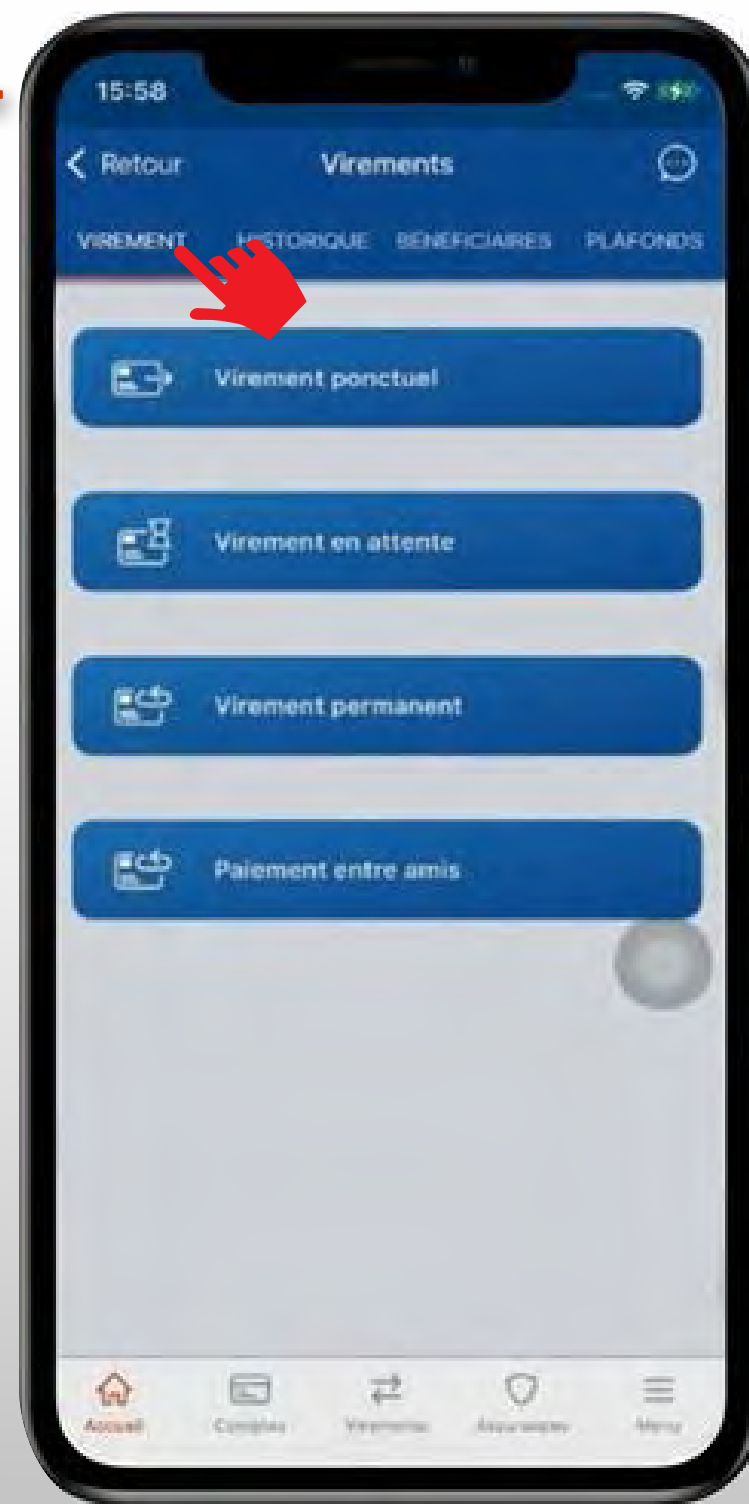 15:58
Retour Virements
VIREMENT HISTORIQUE BENEFICIAIRES PLAFONDS
Virement ponctuel
Virement en attente
Virement permanent
Paiement entre amis
Accueil Comptes Virements Assurances Menu